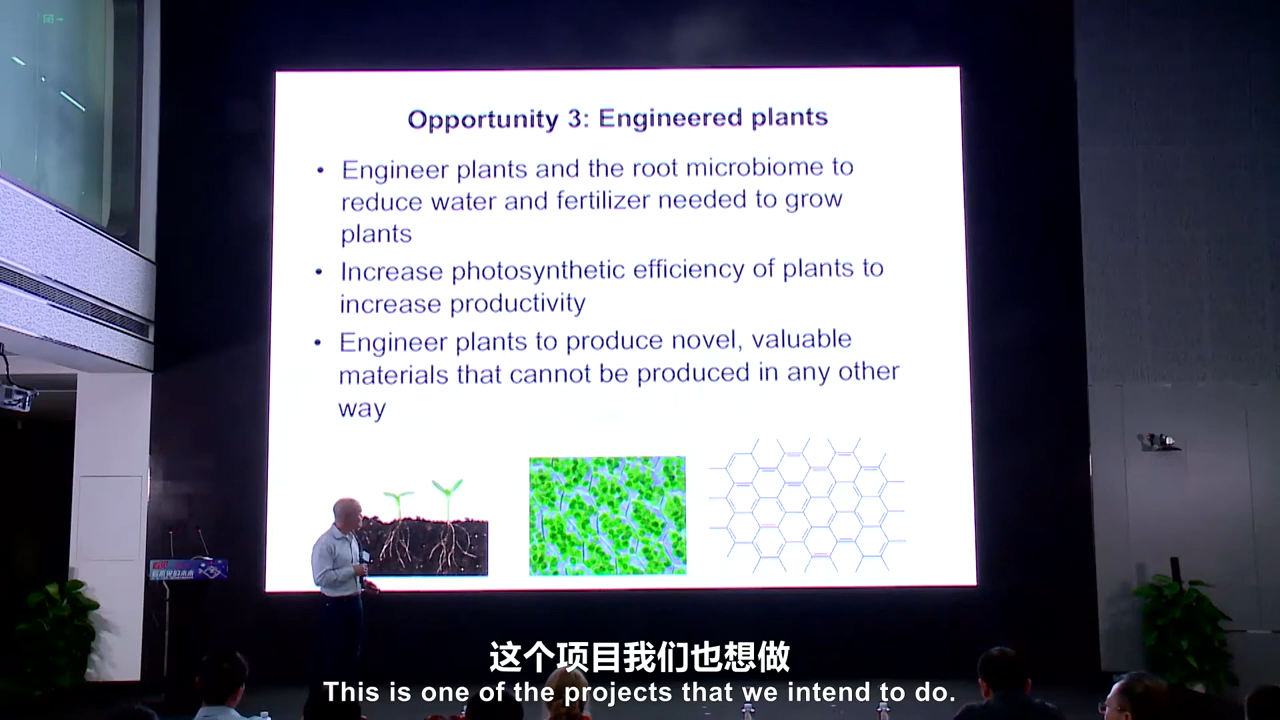 Opportunity 3: Engineered plants
• Engineer plants and the root microbiome to
reduce water and fertilizer needed to grow
plants
• Increase photosynthetic efficiency of plants to
increase productivity
• Engineer plants to produce novel, valuable
materials that cannot be produced in any other
way
这个项目我们也想做
This is one of the projects that we intend to do.